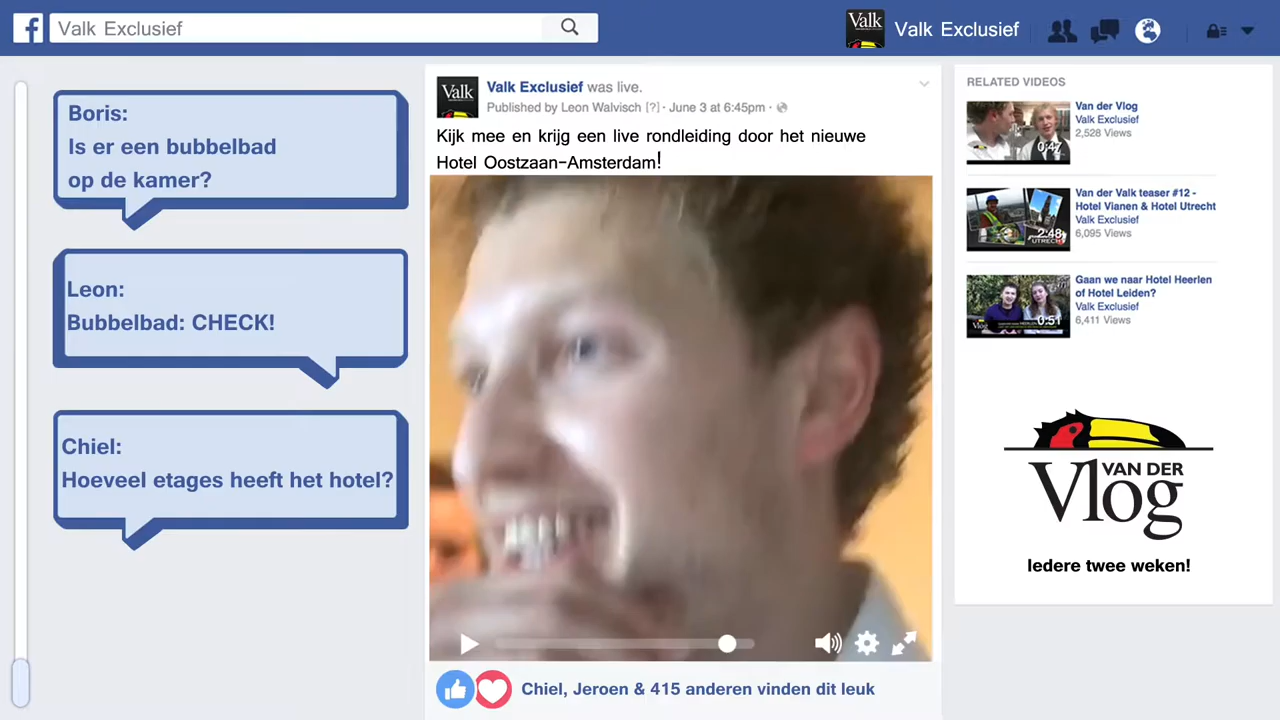 Valk Exclusief
Valk
Valk Exclusief
Boris:
Is er een bubbelbad
op de kamer?
Leon:
Bubbelbad: CHECK!
Chiel:
Hoeveel etages heeft het hotel?
Valk
Valk Exclusief was live.
Published by Leon Walvisch [?] · June 3 at 6:45pm ·
Kijk mee en krijg een live rondleiding door het nieuwe
Hotel Oostzaan-Amsterdam!
Chiel, Jeroen & 415 anderen vinden dit leuk
RELATED VIDEOS
Van der Vlog
Valk Exclusief
2,528 Views
0:47
Van der Valk teaser #12 -
Hotel Vianen & Hotel Utrecht
Valk Exclusief
6,095 Views
2:48
UTRECHT
Gaan we naar Hotel Heerlen
of Hotel Leiden?
Valk Exclusief
6,411 Views
0:51
Vlog
VAN DER
Vlog
Iedere twee weken!